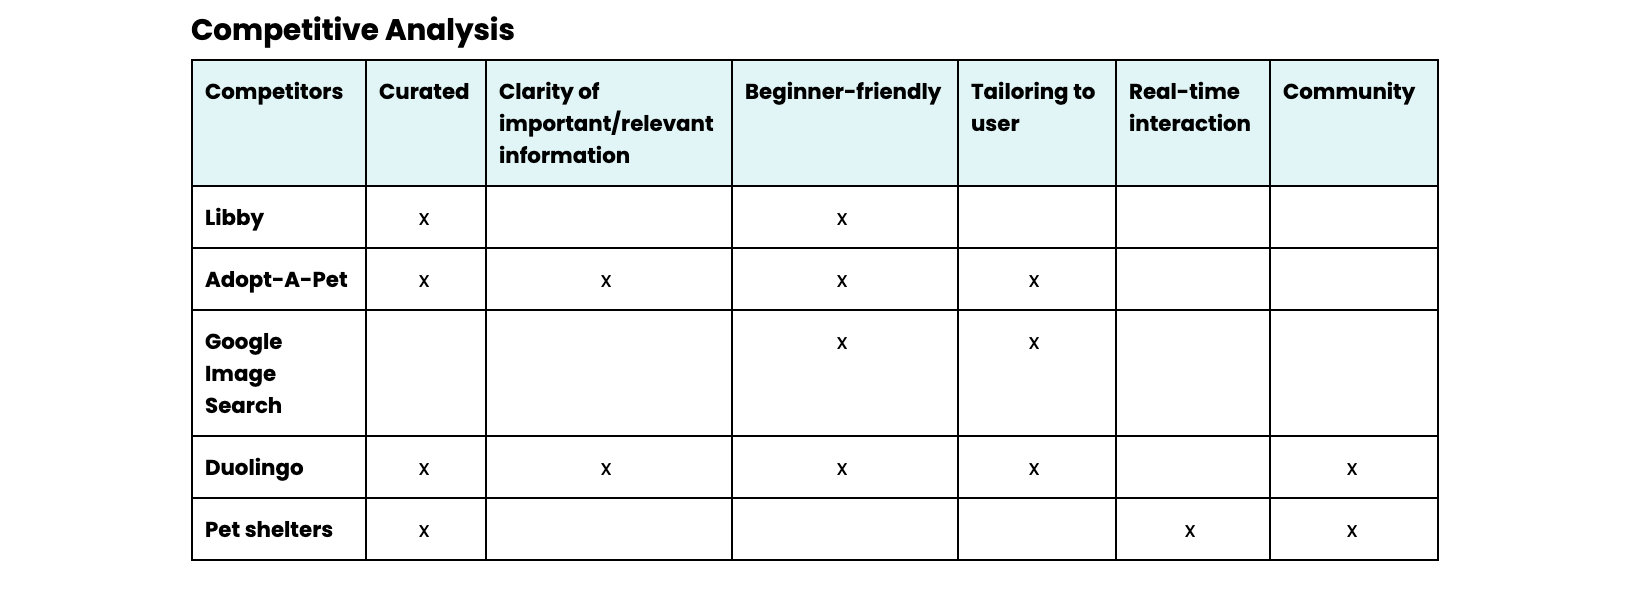 Competitive Analysis
Competitors Curated Clarity of important/relevant information Beginner-friendly Tailoring to user Real-time interaction Community
Libby x x
Adopt-A-Pet x x x x
Google Image Search x x
Duolingo x x x x x
Pet shelters x x x